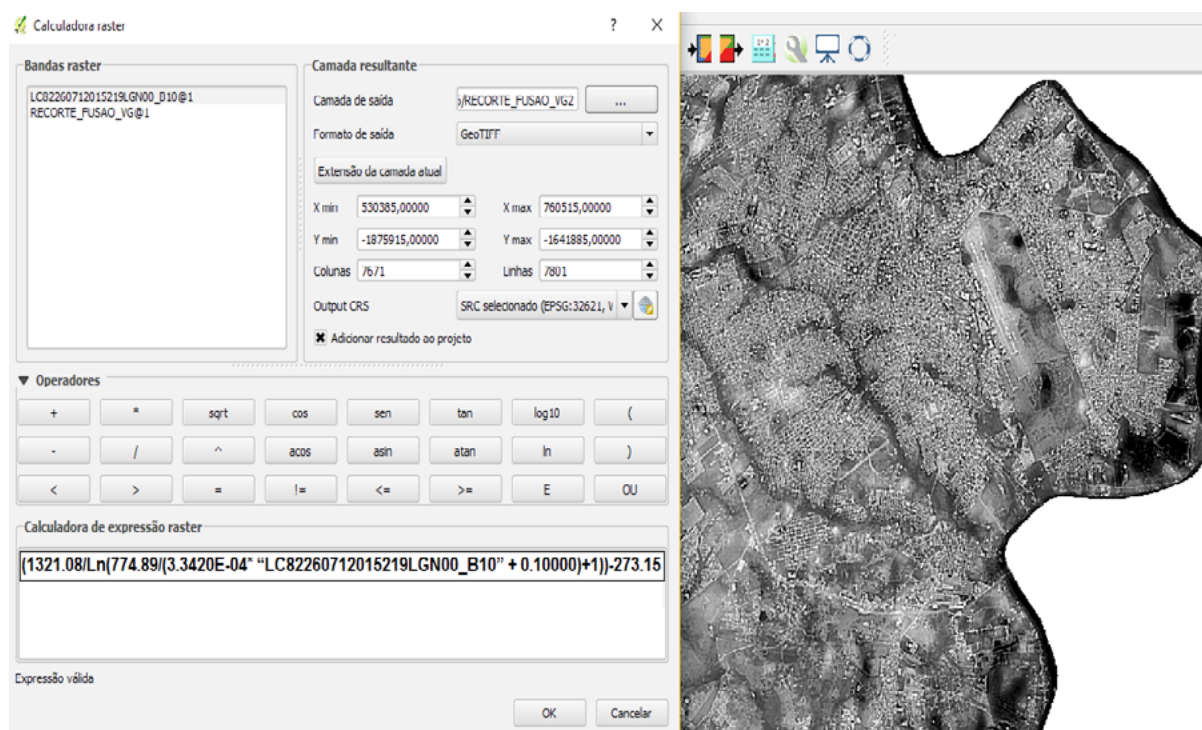 Calculadora raster
? X
Bandas raster
LC82260712015219LGN00_B10@1
RECORTE_FUSAO_VG@1
Camada resultante
Camada de saída
/RECORTE_FUSAO_VG2
...
Formato de saída
GeoTIFF
Extensão da camada atual
X min
530385,00000
X max
760515,00000
Y min
-1875915,00000
Y max
-1641885,00000
Colunas
7671
Linhas
7801
Output CRS
SRC selecionado (EPSG:32621,
Adicionar resultado ao projeto
Operadores
+ * sqrt cos sen tan log10 (
- / ^ acos asin atan ln )
< > = != <= >= E OU
Calculadora de expressão raster
(1321.08/Ln(774.89/(3.3420E-04* “LC82260712015219LGN00_B10” + 0.10000)+1))-273.15
Expressão válida
OK
Cancelar